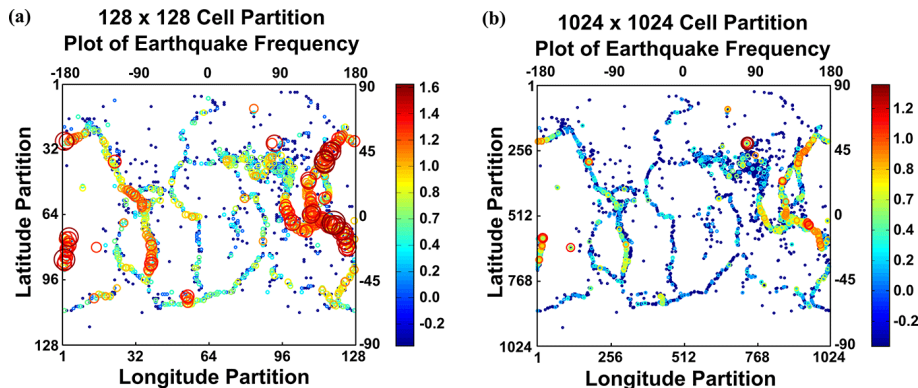 (a)
128 x 128 Cell Partition
Plot of Earthquake Frequency
-180 -90 0 90 180
1 90
32 45
64 0
96 -45
128 -90
1 32 64 96 128
Latitude Partition
Longitude Partition
1.6
1.4
1.2
1.0
0.8
0.7
0.6
0.4
0.2
0.0
-0.2
(b)
1024 x 1024 Cell Partition
Plot of Earthquake Frequency
-180 -90 0 90 180
1 90
256 45
512 0
768 -45
1024 -90
1 256 512 768 1024
Latitude Partition
Longitude Partition
1.2
1.0
0.8
0.6
0.4
0.2
0.0
-0.2